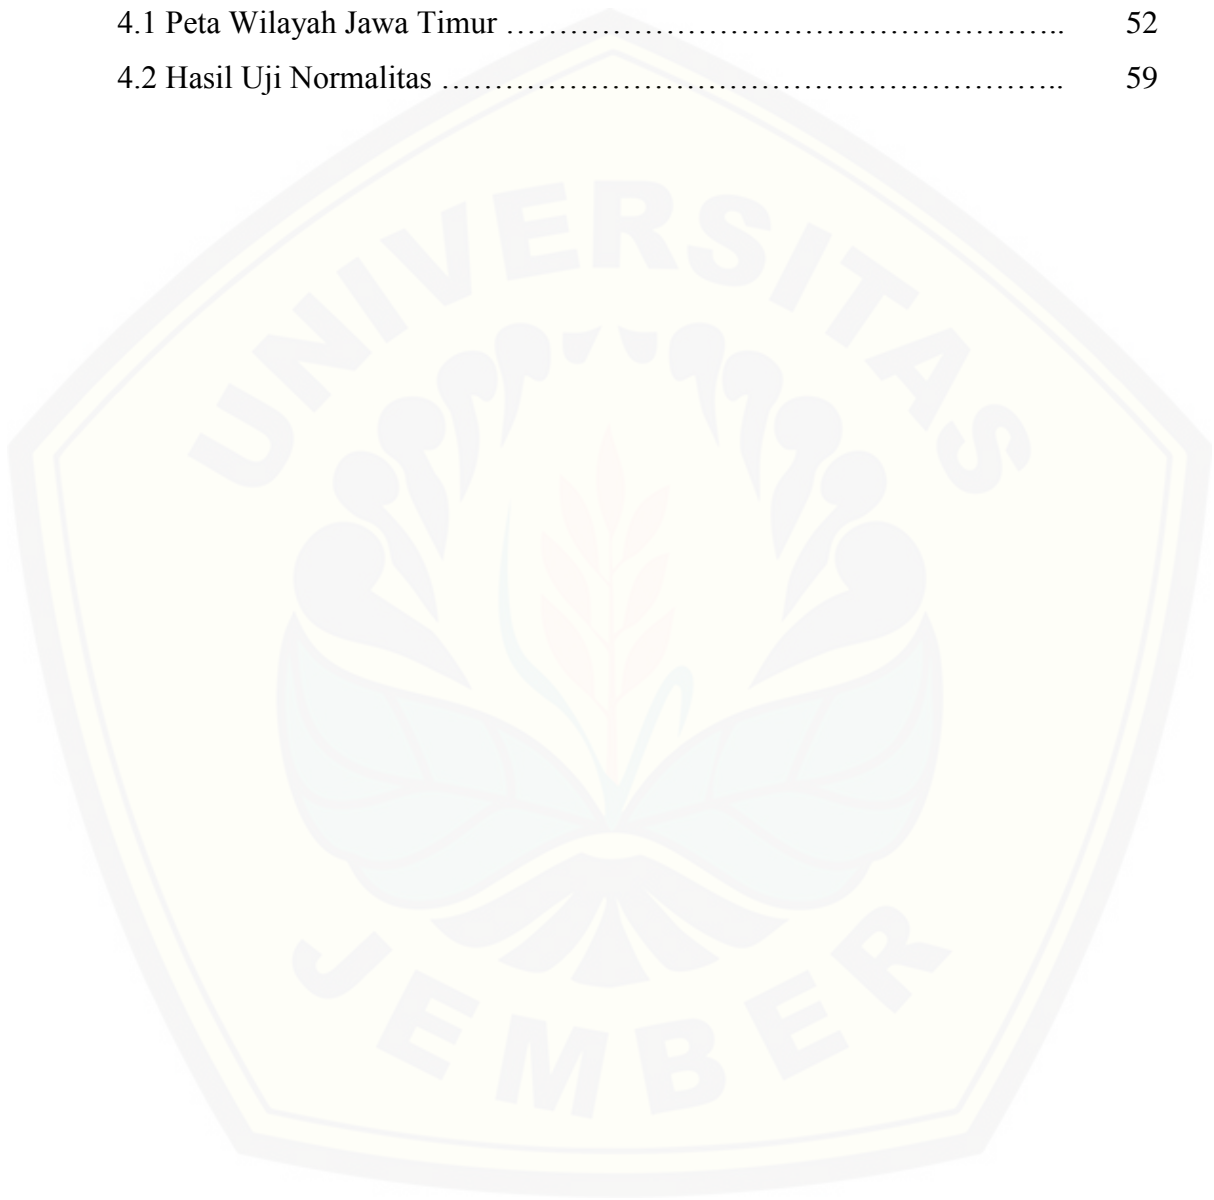 4.1 Peta Wilayah Jawa Timur ……………………………………………….. 52
4.2 Hasil Uji Normalitas …………………………………………………….. 59
UNIVERSITAS
JEMBER